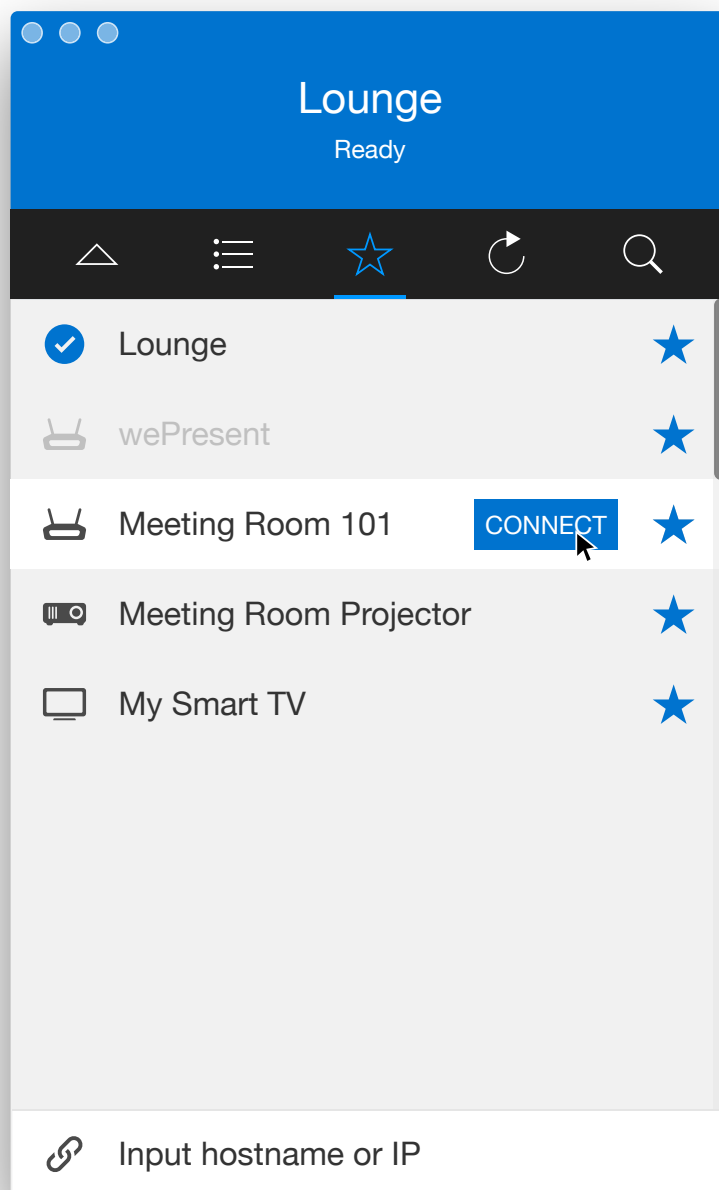 Lounge
Ready
Lounge
wePresent
Meeting Room 101
CONNECT
Meeting Room Projector
My Smart TV
Input hostname or IP